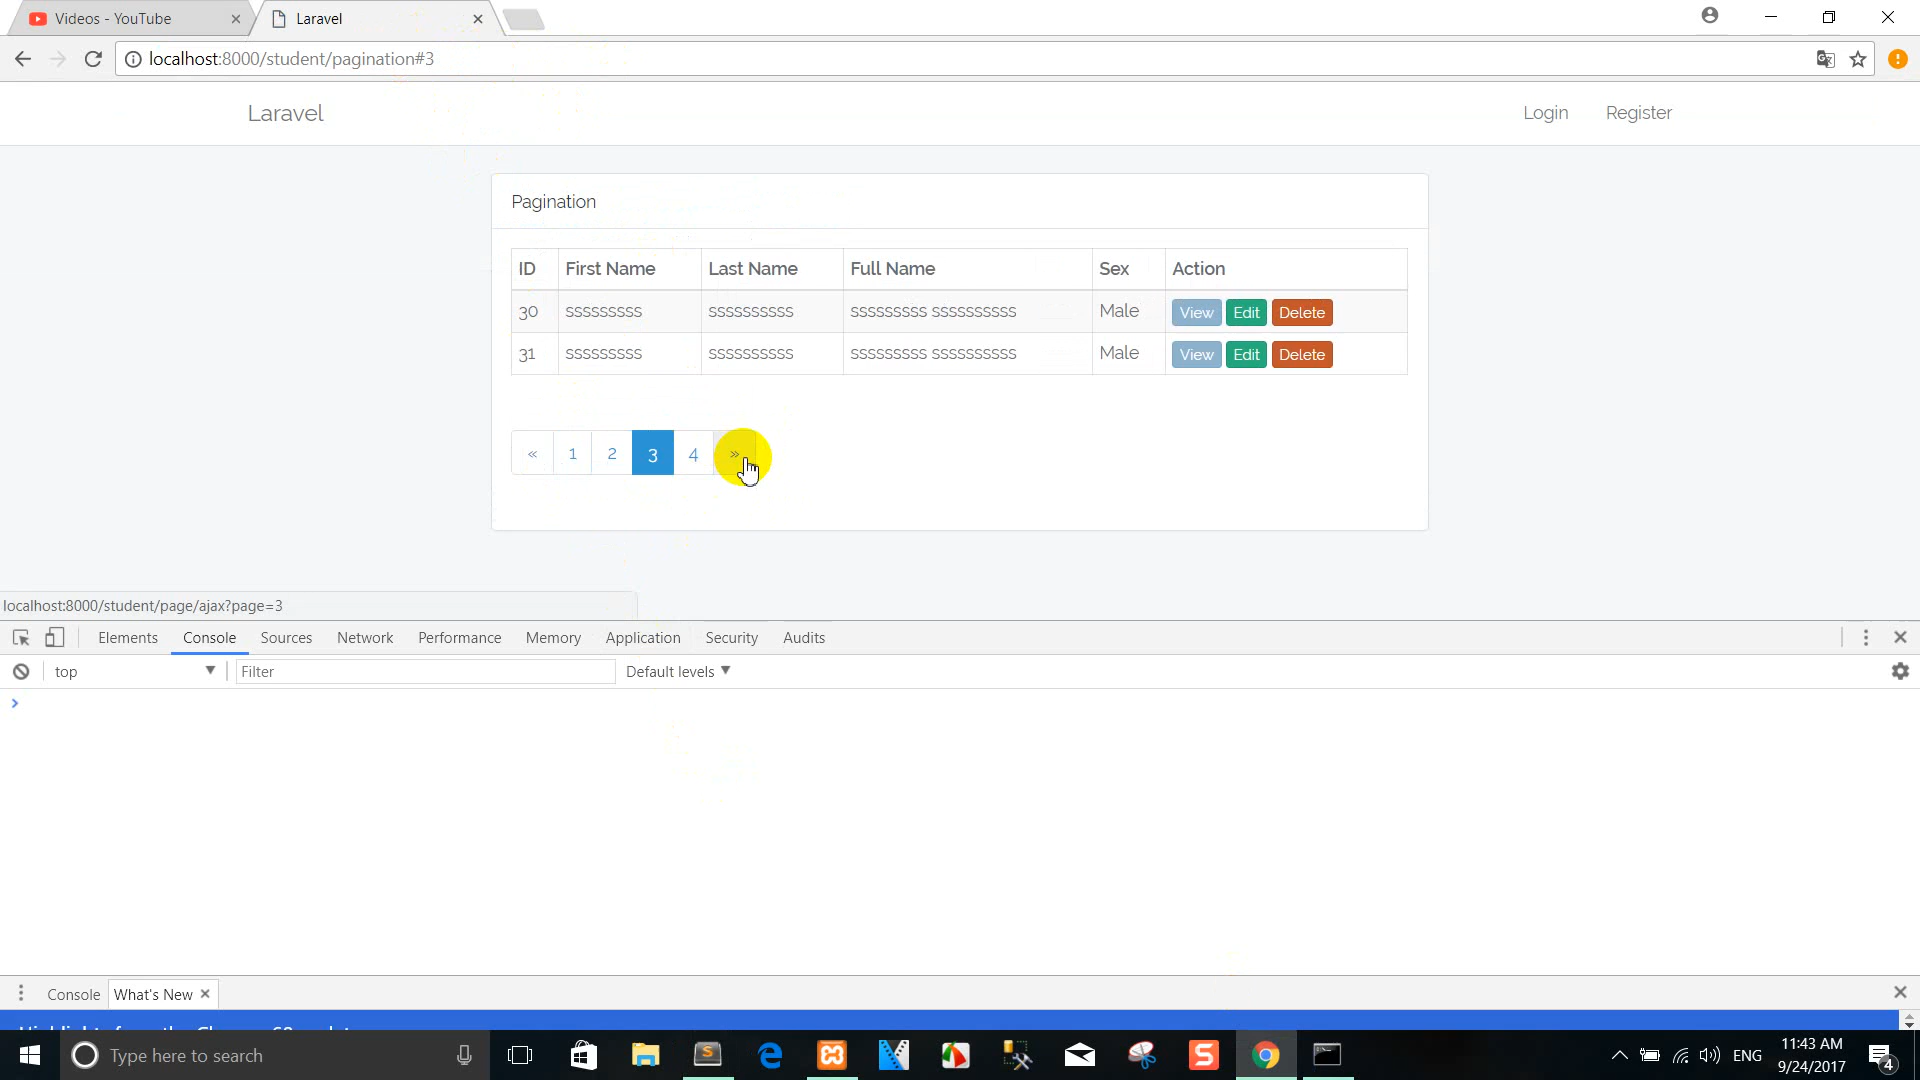 Videos - YouTube
Laravel
localhost:8000/student/pagination#3
Laravel
Login
Register
Pagination
ID First Name Last Name Full Name Sex Action
30 sssssssss ssssssssss sssssssss ssssssssss Male View Edit Delete
31 sssssssss ssssssssss sssssssss ssssssssss Male View Edit Delete
« 1 2 3 4 »
localhost:8000/student/page/ajax?page=3
Elements Console Sources Network Performance Memory Application Security Audits
top Filter Default levels
Console What's New
Type here to search
ENG
11:43 AM
9/24/2017
4